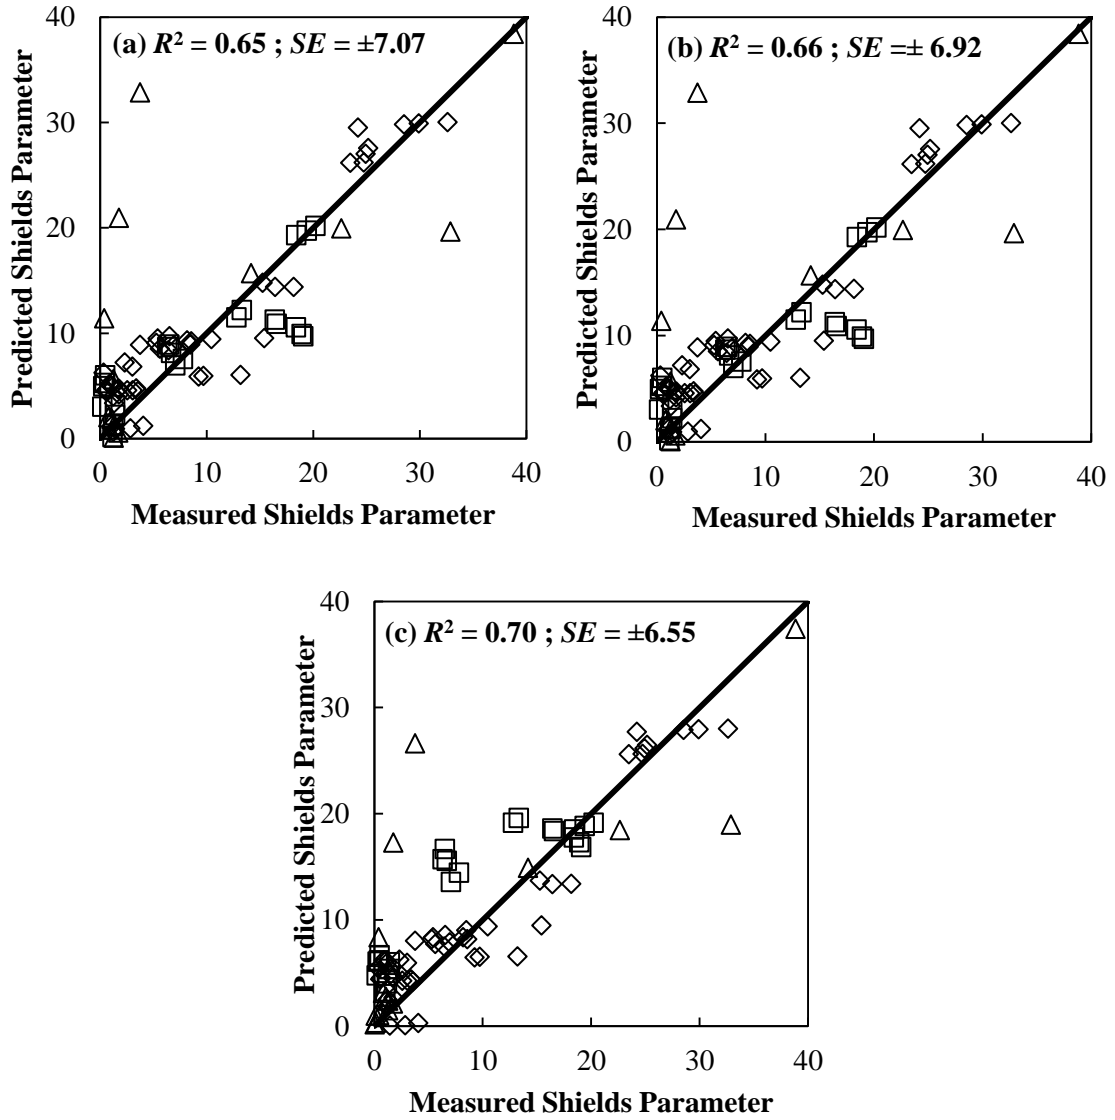 (a) R² = 0.65 ; SE = ±7.07
Predicted Shields Parameter
40
30
20
10
0
0 10 20 30 40
Measured Shields Parameter
(b) R² = 0.66 ; SE =± 6.92
Predicted Shields Parameter
40
30
20
10
0
0 10 20 30 40
Measured Shields Parameter
(c) R² = 0.70 ; SE = ±6.55
Predicted Shields Parameter
40
30
20
10
0
0 10 20 30 40
Measured Shields Parameter